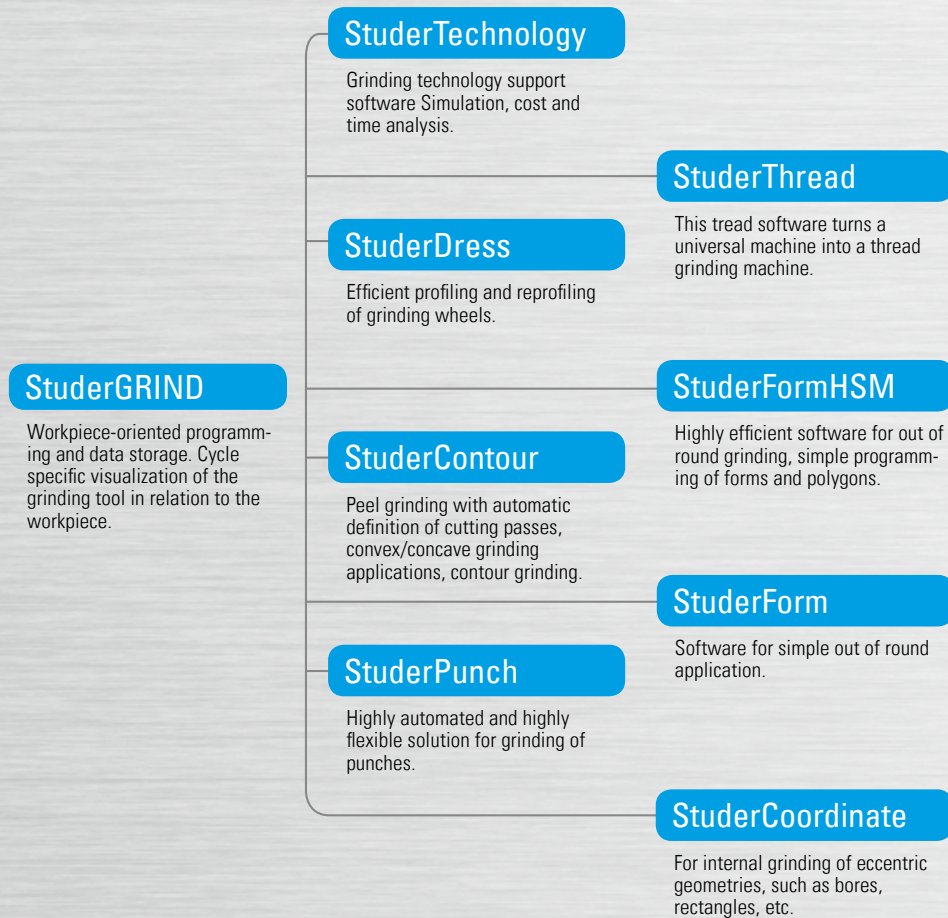 StuderTechnology
Grinding technology support
software Simulation, cost and
time analysis.
StuderThread
This tread software turns a
universal machine into a thread
grinding machine.
StuderDress
Efficient profiling and reprofiling
of grinding wheels.
StuderGRIND
Workpiece-oriented programm-
ing and data storage. Cycle
specific visualization of the
grinding tool in relation to the
workpiece.
StuderFormHSM
Highly efficient software for out of
round grinding, simple programm-
ing of forms and polygons.
StuderContour
Peel grinding with automatic
definition of cutting passes,
convex/concave grinding
applications, contour grinding.
StuderForm
Software for simple out of round
application.
StuderPunch
Highly automated and highly
flexible solution for grinding of
punches.
StuderCoordinate
For internal grinding of eccentric
geometries, such as bores,
rectangles, etc.